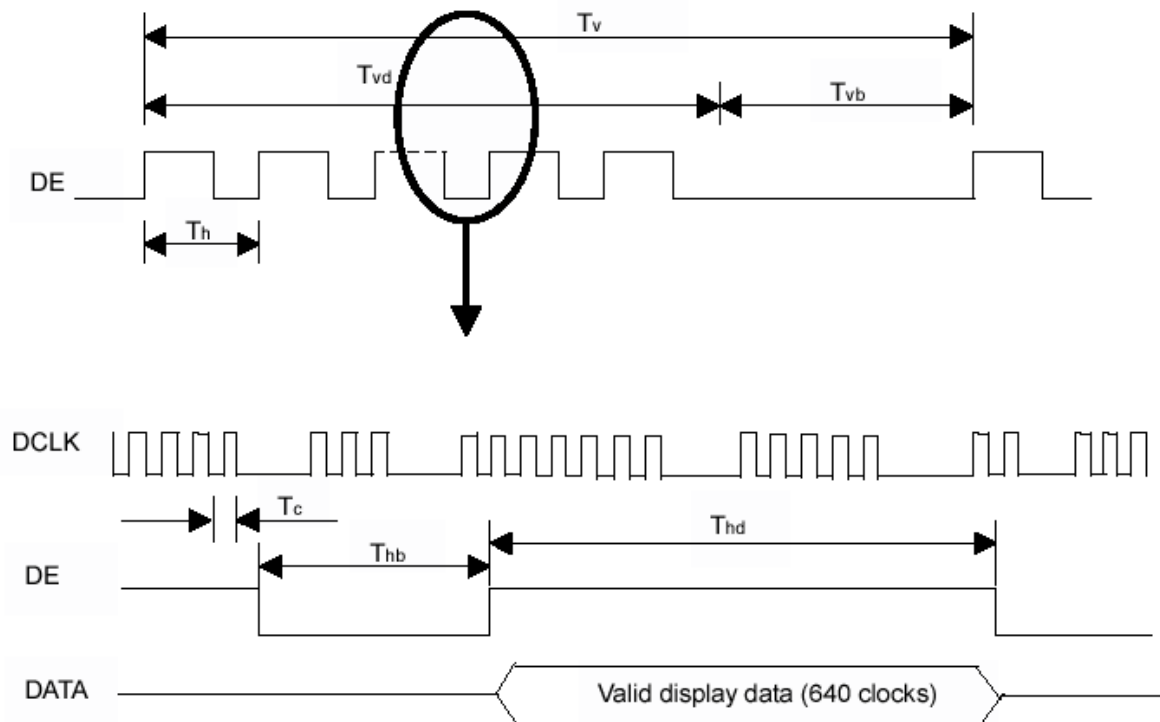 Tv
Tvd
Tvb
DE
Th
DCLK
Tc
Thd
Thb
DE
DATA
Valid display data (640 clocks)